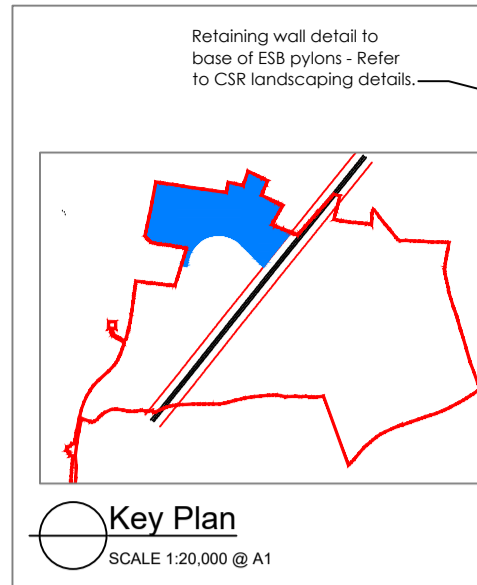 Retaining wall detail to
base of ESB pylons - Refer
to CSR landscaping details.
Key Plan
SCALE 1:20,000 @ A1